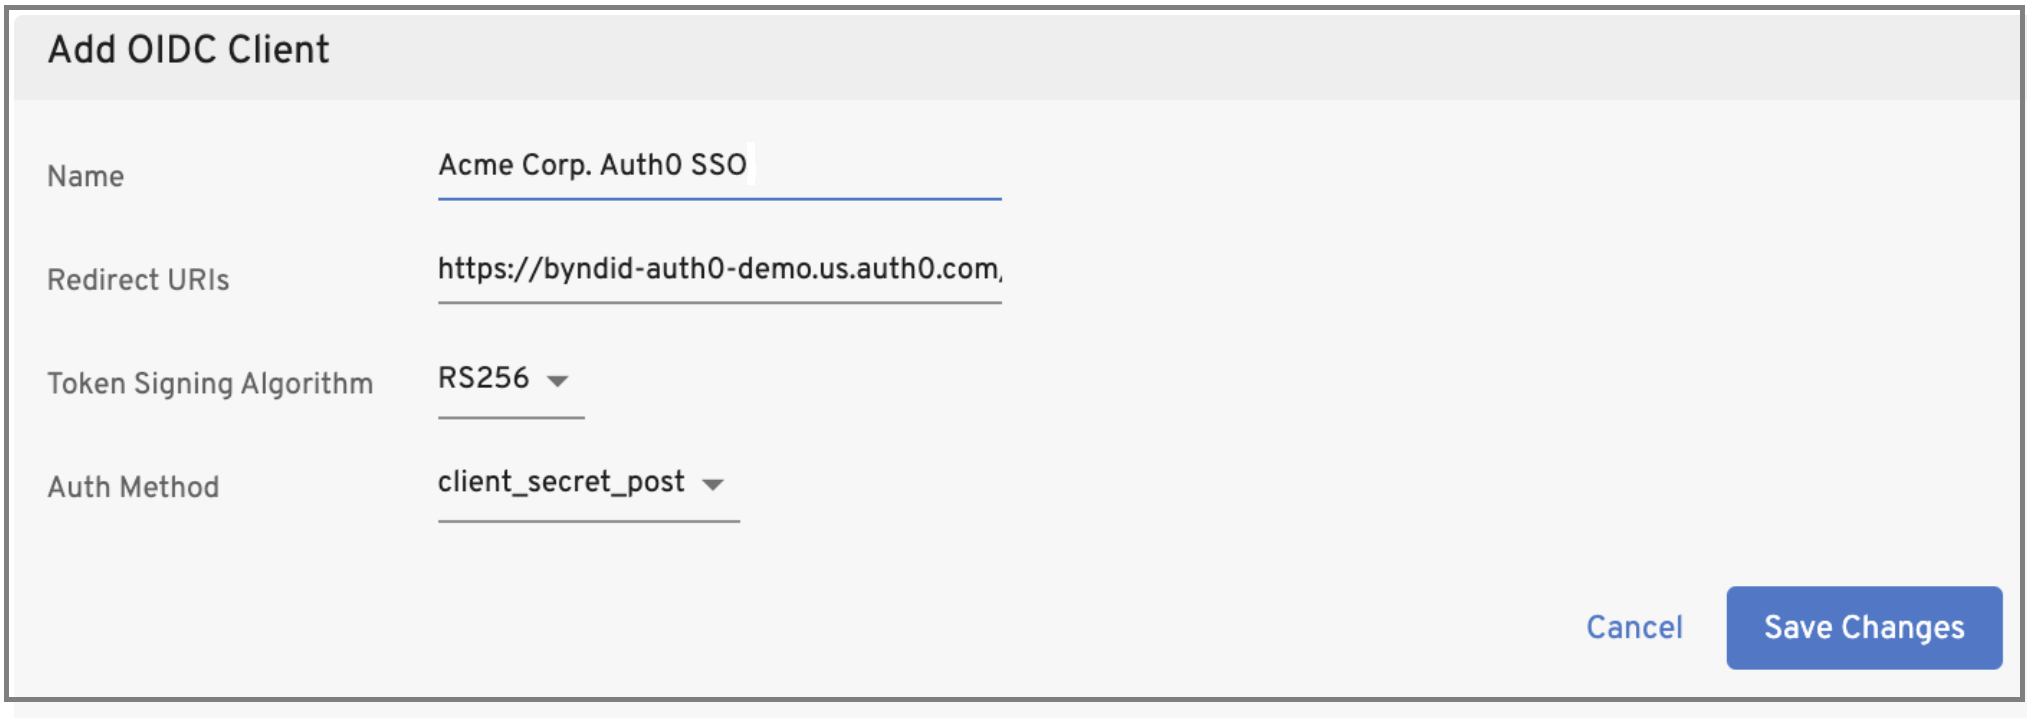 Add OIDC Client
Name
Acme Corp. Auth0 SSO
Redirect URIs
https://byndid-auth0-demo.us.auth0.com/
Token Signing Algorithm
RS256
Auth Method
client_secret_post
Cancel
Save Changes